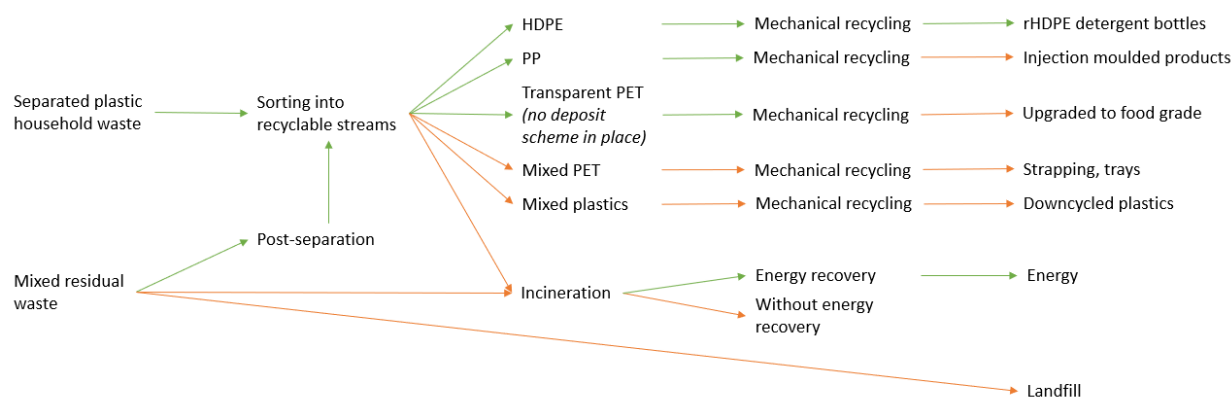 HDPE
Mechanical recycling
rHDPE detergent bottles
PP
Mechanical recycling
Injection moulded products
Separated plastic
household waste
Sorting into
recyclable streams
Transparent PET
(no deposit
scheme in place)
Mechanical recycling
Upgraded to food grade
Mixed PET
Mechanical recycling
Strapping, trays
Mixed plastics
Mechanical recycling
Downcycled plastics
Post-separation
Mixed residual
waste
Incineration
Energy recovery
Energy
Without energy
recovery
Landfill